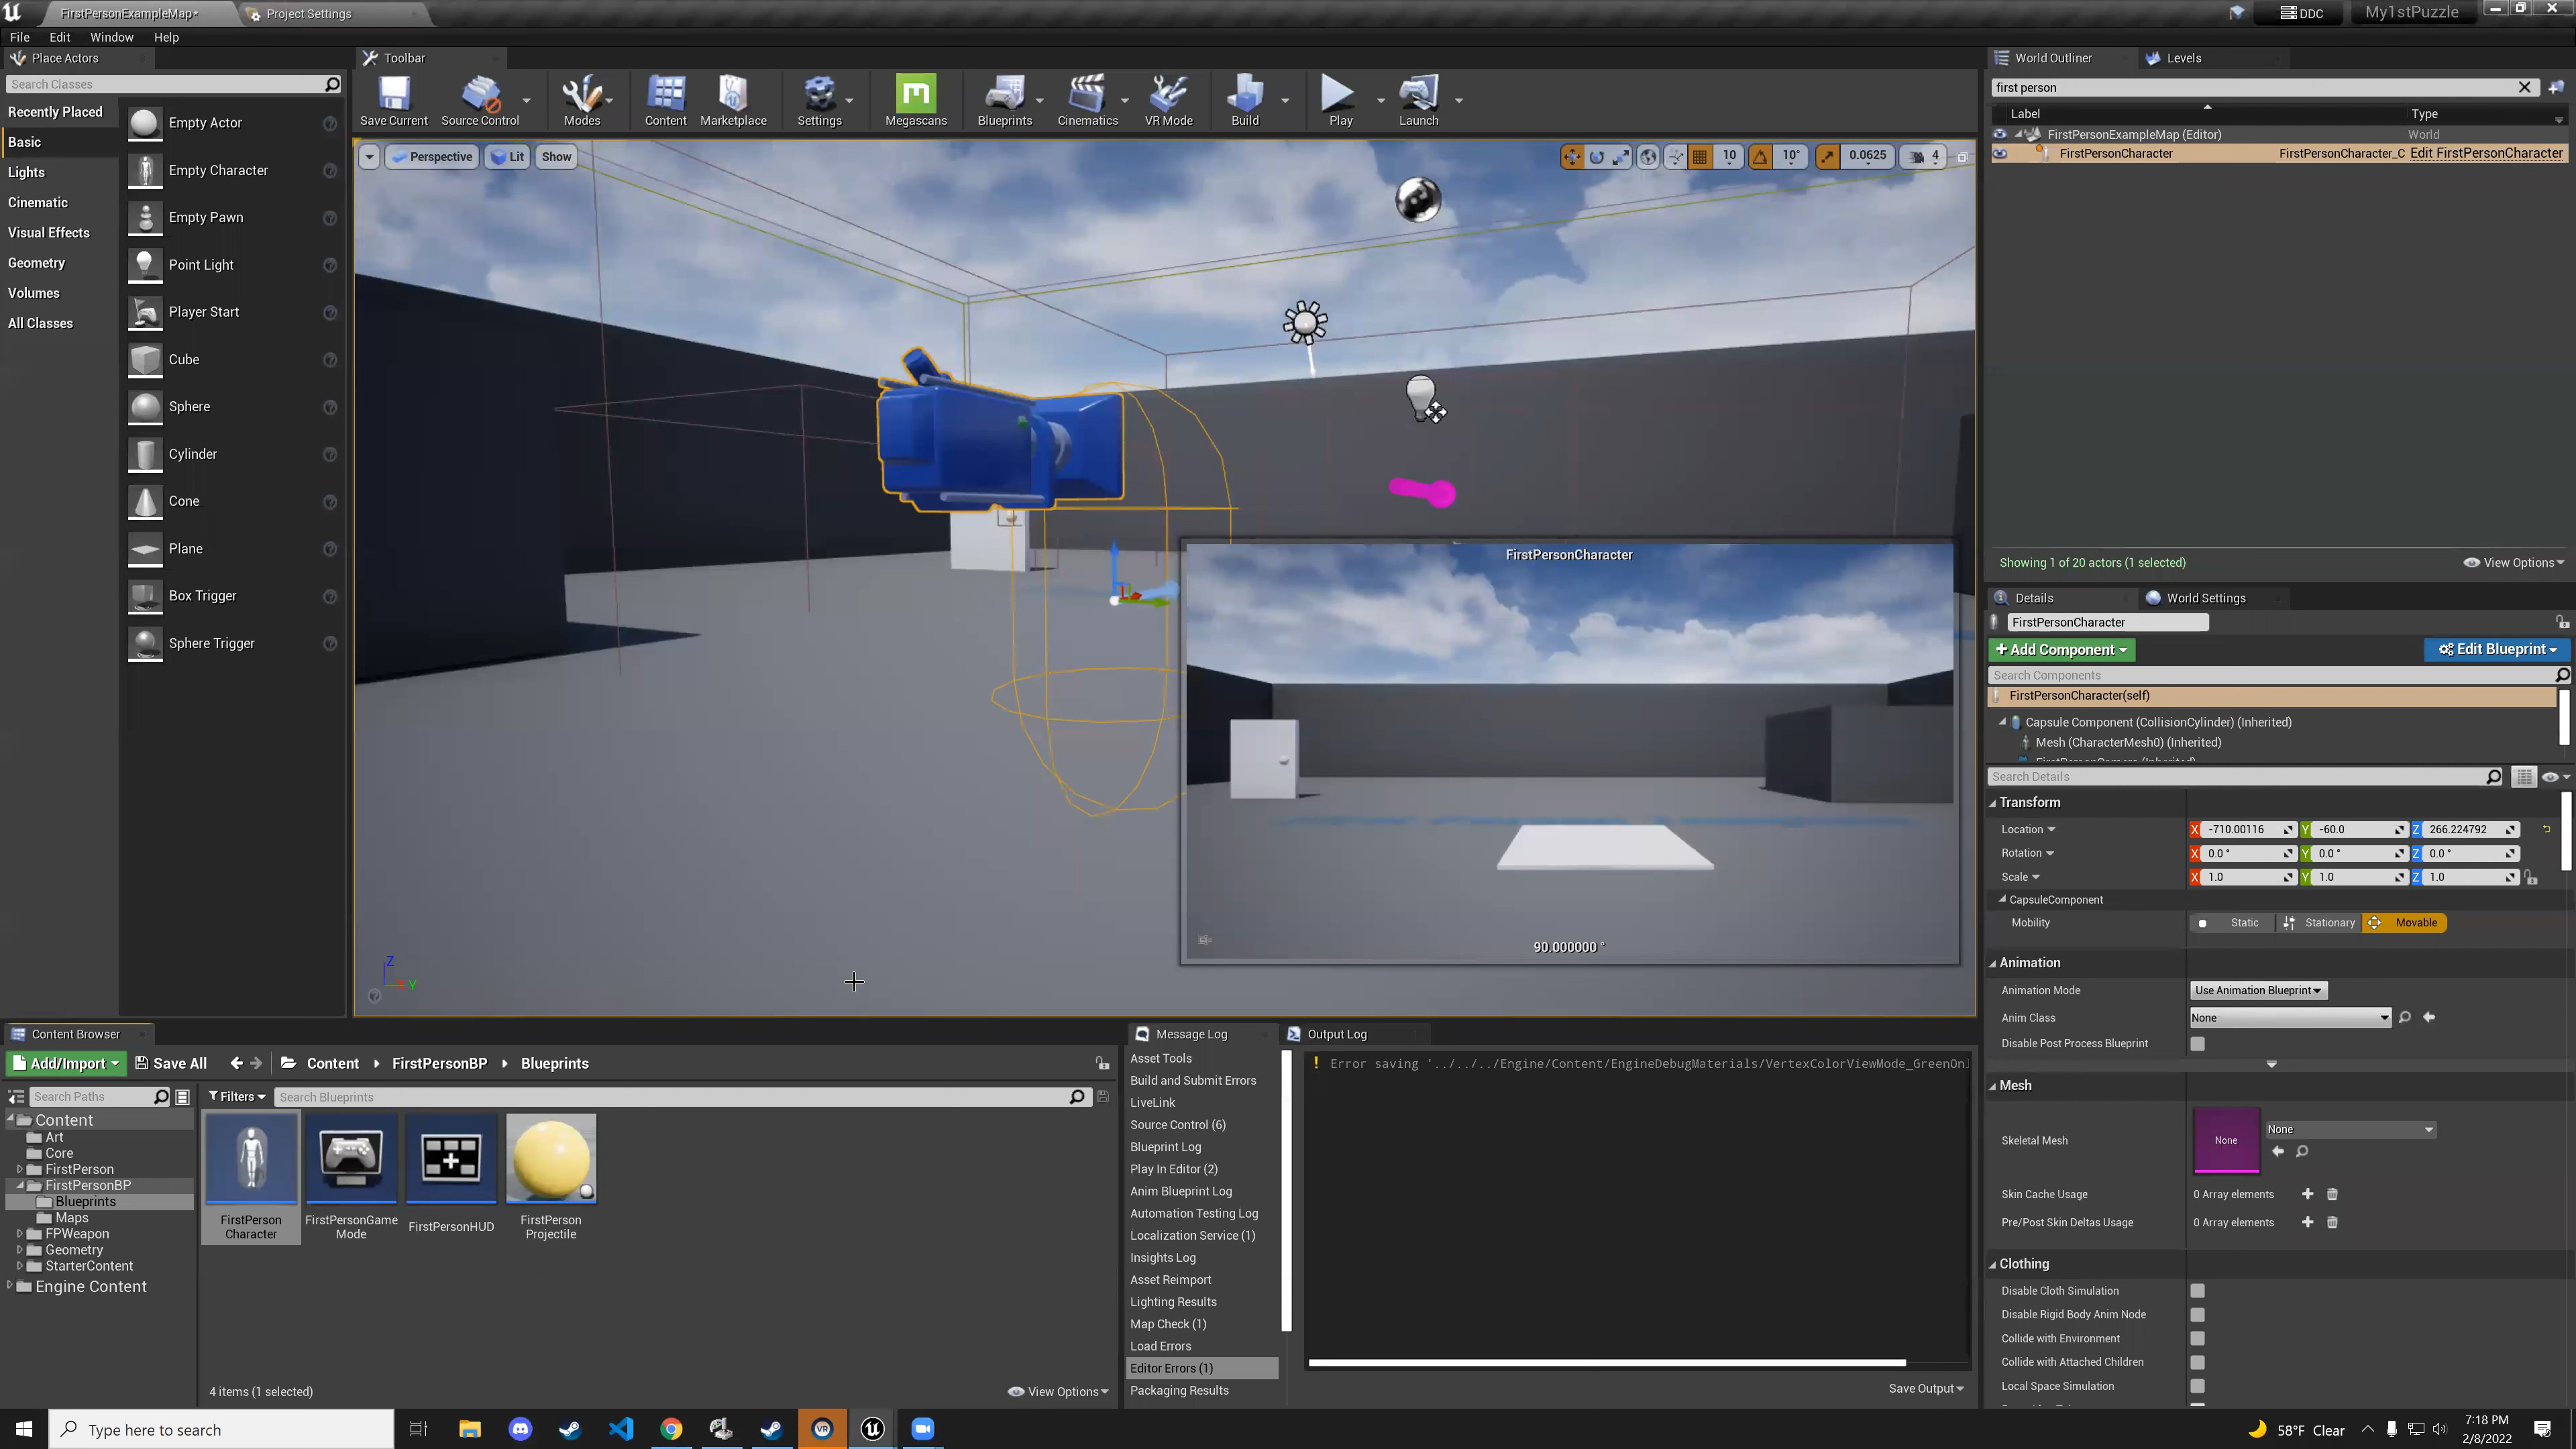 FirstPersonExampleMap*
Project Settings
DDC
My1stPuzzle
File Edit Window Help
Place Actors
Search Classes
Recently Placed
Basic
Lights
Cinematic
Visual Effects
Geometry
Volumes
All Classes
Empty Actor
Empty Character
Empty Pawn
Point Light
Player Start
Cube
Sphere
Cylinder
Cone
Plane
Box Trigger
Sphere Trigger
Toolbar
Save Current
Source Control
Modes
Content
Marketplace
Settings
Megascans
Blueprints
Cinematics
VR Mode
Build
Play
Launch
Perspective Lit Show
10 10° 0.0625 4
FirstPersonCharacter
90.000000 °
Z
X Y
World Outliner
Levels
first person
Label Type
FirstPersonExampleMap (Editor) World
FirstPersonCharacter FirstPersonCharacter_C Edit FirstPersonCharacter
Showing 1 of 20 actors (1 selected)
View Options
Details
World Settings
FirstPersonCharacter
+ Add Component
Edit Blueprint
Search Components
FirstPersonCharacter(self)
Capsule Component (CollisionCylinder) (Inherited)
Mesh (CharacterMesh0) (Inherited)
FirstPersonCamera (Inherited)
Search Details
Transform
Location X -710.00116 Y -60.0 Z 266.224792
Rotation X 0.0 ° Y 0.0 ° Z 0.0 °
Scale X 1.0 Y 1.0 Z 1.0
CapsuleComponent
Mobility Static Stationary Movable
Animation
Animation Mode Use Animation Blueprint
Anim Class None
Disable Post Process Blueprint
Mesh
Skeletal Mesh None None
Skin Cache Usage 0 Array elements
Pre/Post Skin Deltas Usage 0 Array elements
Clothing
Disable Cloth Simulation
Disable Rigid Body Anim Node
Collide with Environment
Collide with Attached Children
Local Space Simulation
Content Browser
Add/Import
Save All
Content FirstPersonBP Blueprints
Search Paths
Filters
Search Blueprints
Content
Art
Core
FirstPerson
FirstPersonBP
Blueprints
Maps
FPWeapon
Geometry
StarterContent
Engine Content
FirstPerson
Character
FirstPersonGame
Mode
FirstPersonHUD
FirstPerson
Projectile
4 items (1 selected)
View Options
Message Log
Output Log
Asset Tools
Build and Submit Errors
LiveLink
Source Control (6)
Blueprint Log
Play In Editor (2)
Anim Blueprint Log
Automation Testing Log
Localization Service (1)
Insights Log
Asset Reimport
Lighting Results
Map Check (1)
Load Errors
Editor Errors (1)
Packaging Results
! Error saving '../../../Engine/Content/EngineDebugMaterials/VertexColorViewMode_GreenOnl
Save Output
Type here to search
VR
58°F Clear
7:18 PM
2/8/2022